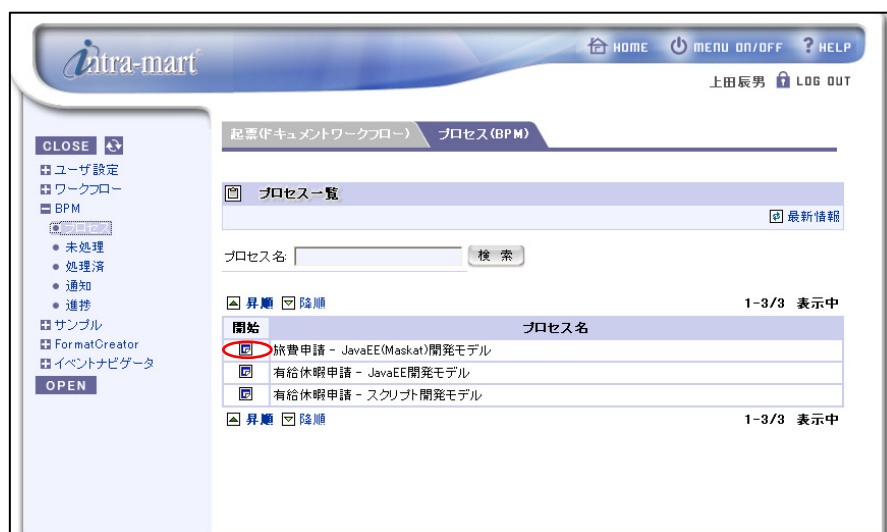 intra-mart
HOME MENU ON/OFF ? HELP
上田辰男 LOG OUT
起票(ドキュメントワークフロー) プロセス(BPM)
CLOSE
ユーザ設定
ワークフロー
BPM
プロセス
未処理
処理済
通知
進捗
サンプル
FormatCreator
イベントナビゲータ
OPEN
プロセス一覧
最新情報
プロセス名: 検 索
昇順 降順 1-3/3 表示中
開始 プロセス名
旅費申請 - JavaEE(Maskat)開発モデル
有給休暇申請 - JavaEE開発モデル
有給休暇申請 - スクリプト開発モデル
昇順 降順 1-3/3 表示中